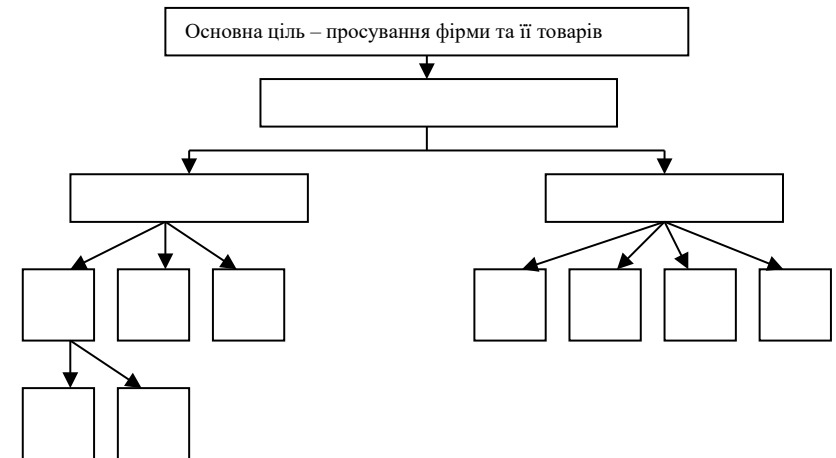 Основна ціль – просування фірми та її товарів